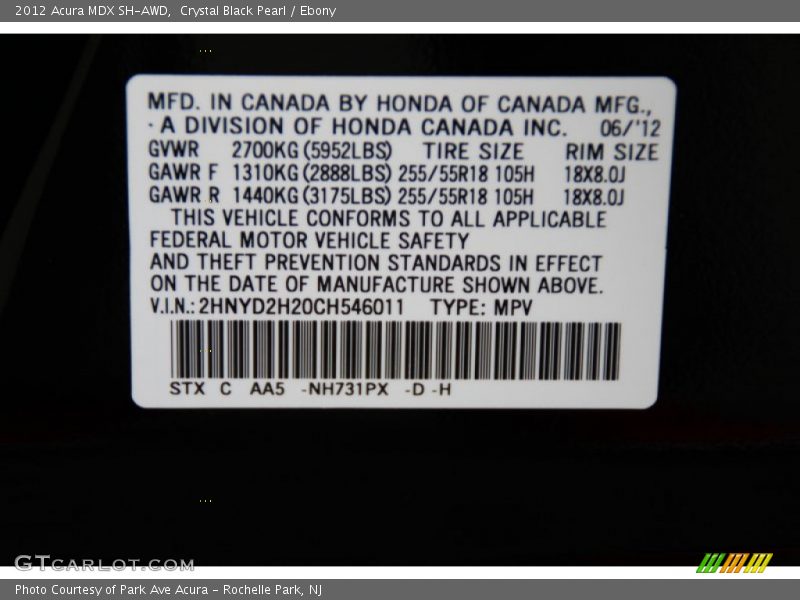 2012 Acura MDX SH-AWD,  Crystal Black Pearl / Ebony
MFD. IN CANADA BY HONDA OF CANADA MFG.,
A DIVISION OF HONDA CANADA INC. 06/'12
GVWR 2700KG (5952LBS) TIRE SIZE RIM SIZE
GAWR F 1310KG (2888LBS) 255/55R18 105H 18X8.0J
GAWR R 1440KG (3175LBS) 255/55R18 105H 18X8.0J
THIS VEHICLE CONFORMS TO ALL APPLICABLE
FEDERAL MOTOR VEHICLE SAFETY
AND THEFT PREVENTION STANDARDS IN EFFECT
ON THE DATE OF MANUFACTURE SHOWN ABOVE.
V.I.N.: 2HNYD2H20CH546011 TYPE: MPV
STX C AA5 -NH731PX -D -H
GTCARLOT.COM
Photo Courtesy of Park Ave Acura - Rochelle Park, NJ